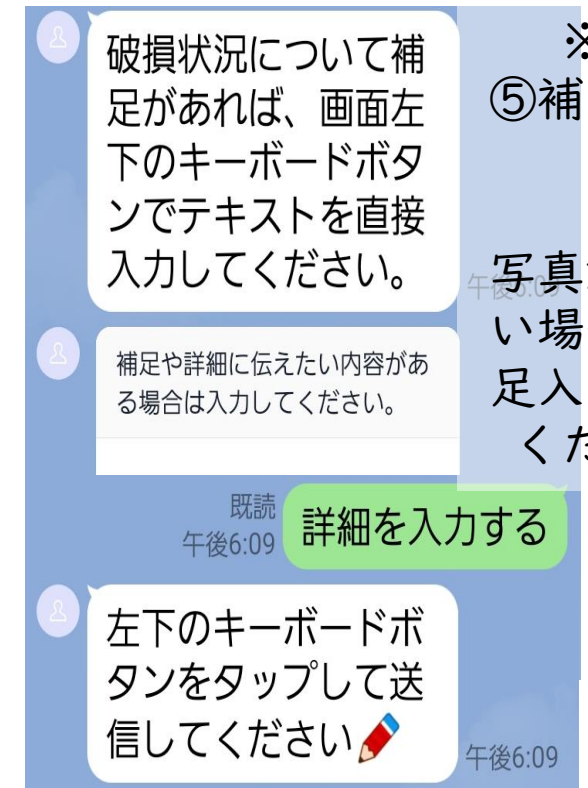 破損状況について補
足があれば、画面左
下のキーボードボタ
ンでテキストを直接
入力してください。
午後6:09
※
⑤補
写真
い場
足入
くだ
補足や詳細に伝えたい内容があ
る場合は入力してください。
既読
午後6:09
詳細を入力する
左下のキーボードボ
タンをタップして送
信してください
午後6:09